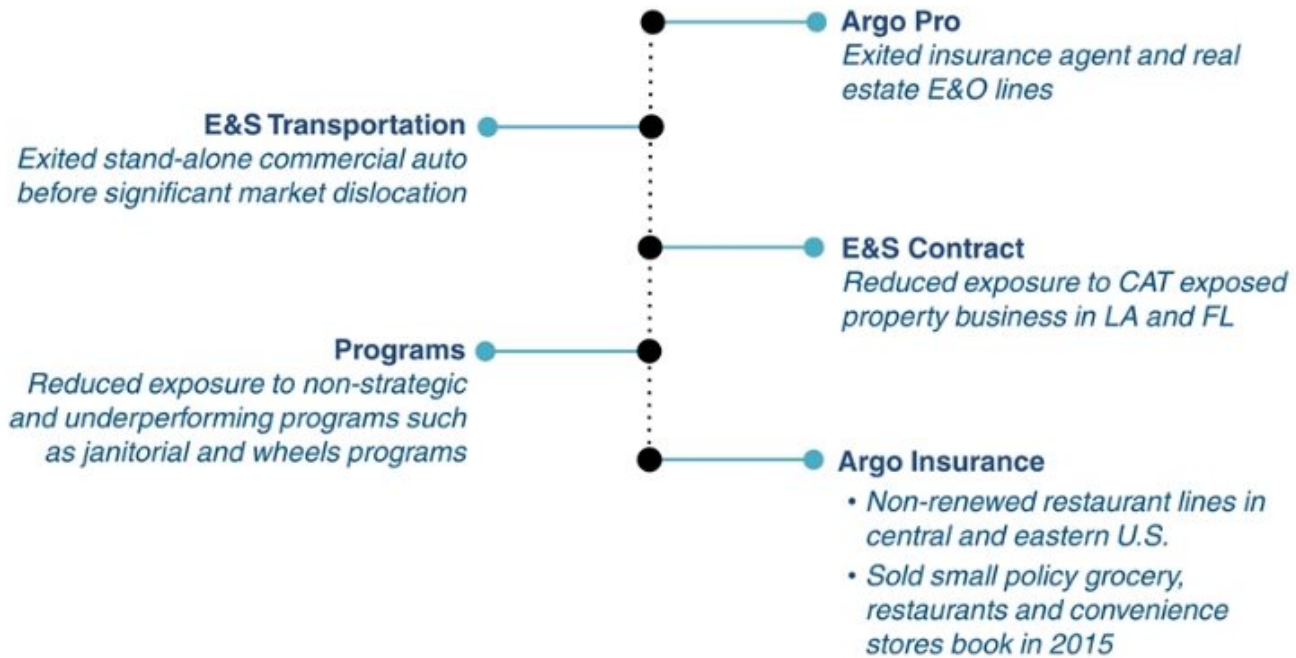 Argo Pro
Exited insurance agent and real
estate E&O lines
E&S Transportation
Exited stand-alone commercial auto
before significant market dislocation
E&S Contract
Reduced exposure to CAT exposed
property business in LA and FL
Programs
Reduced exposure to non-strategic
and underperforming programs such
as janitorial and wheels programs
Argo Insurance
• Non-renewed restaurant lines in
central and eastern U.S.
• Sold small policy grocery,
restaurants and convenience
stores book in 2015